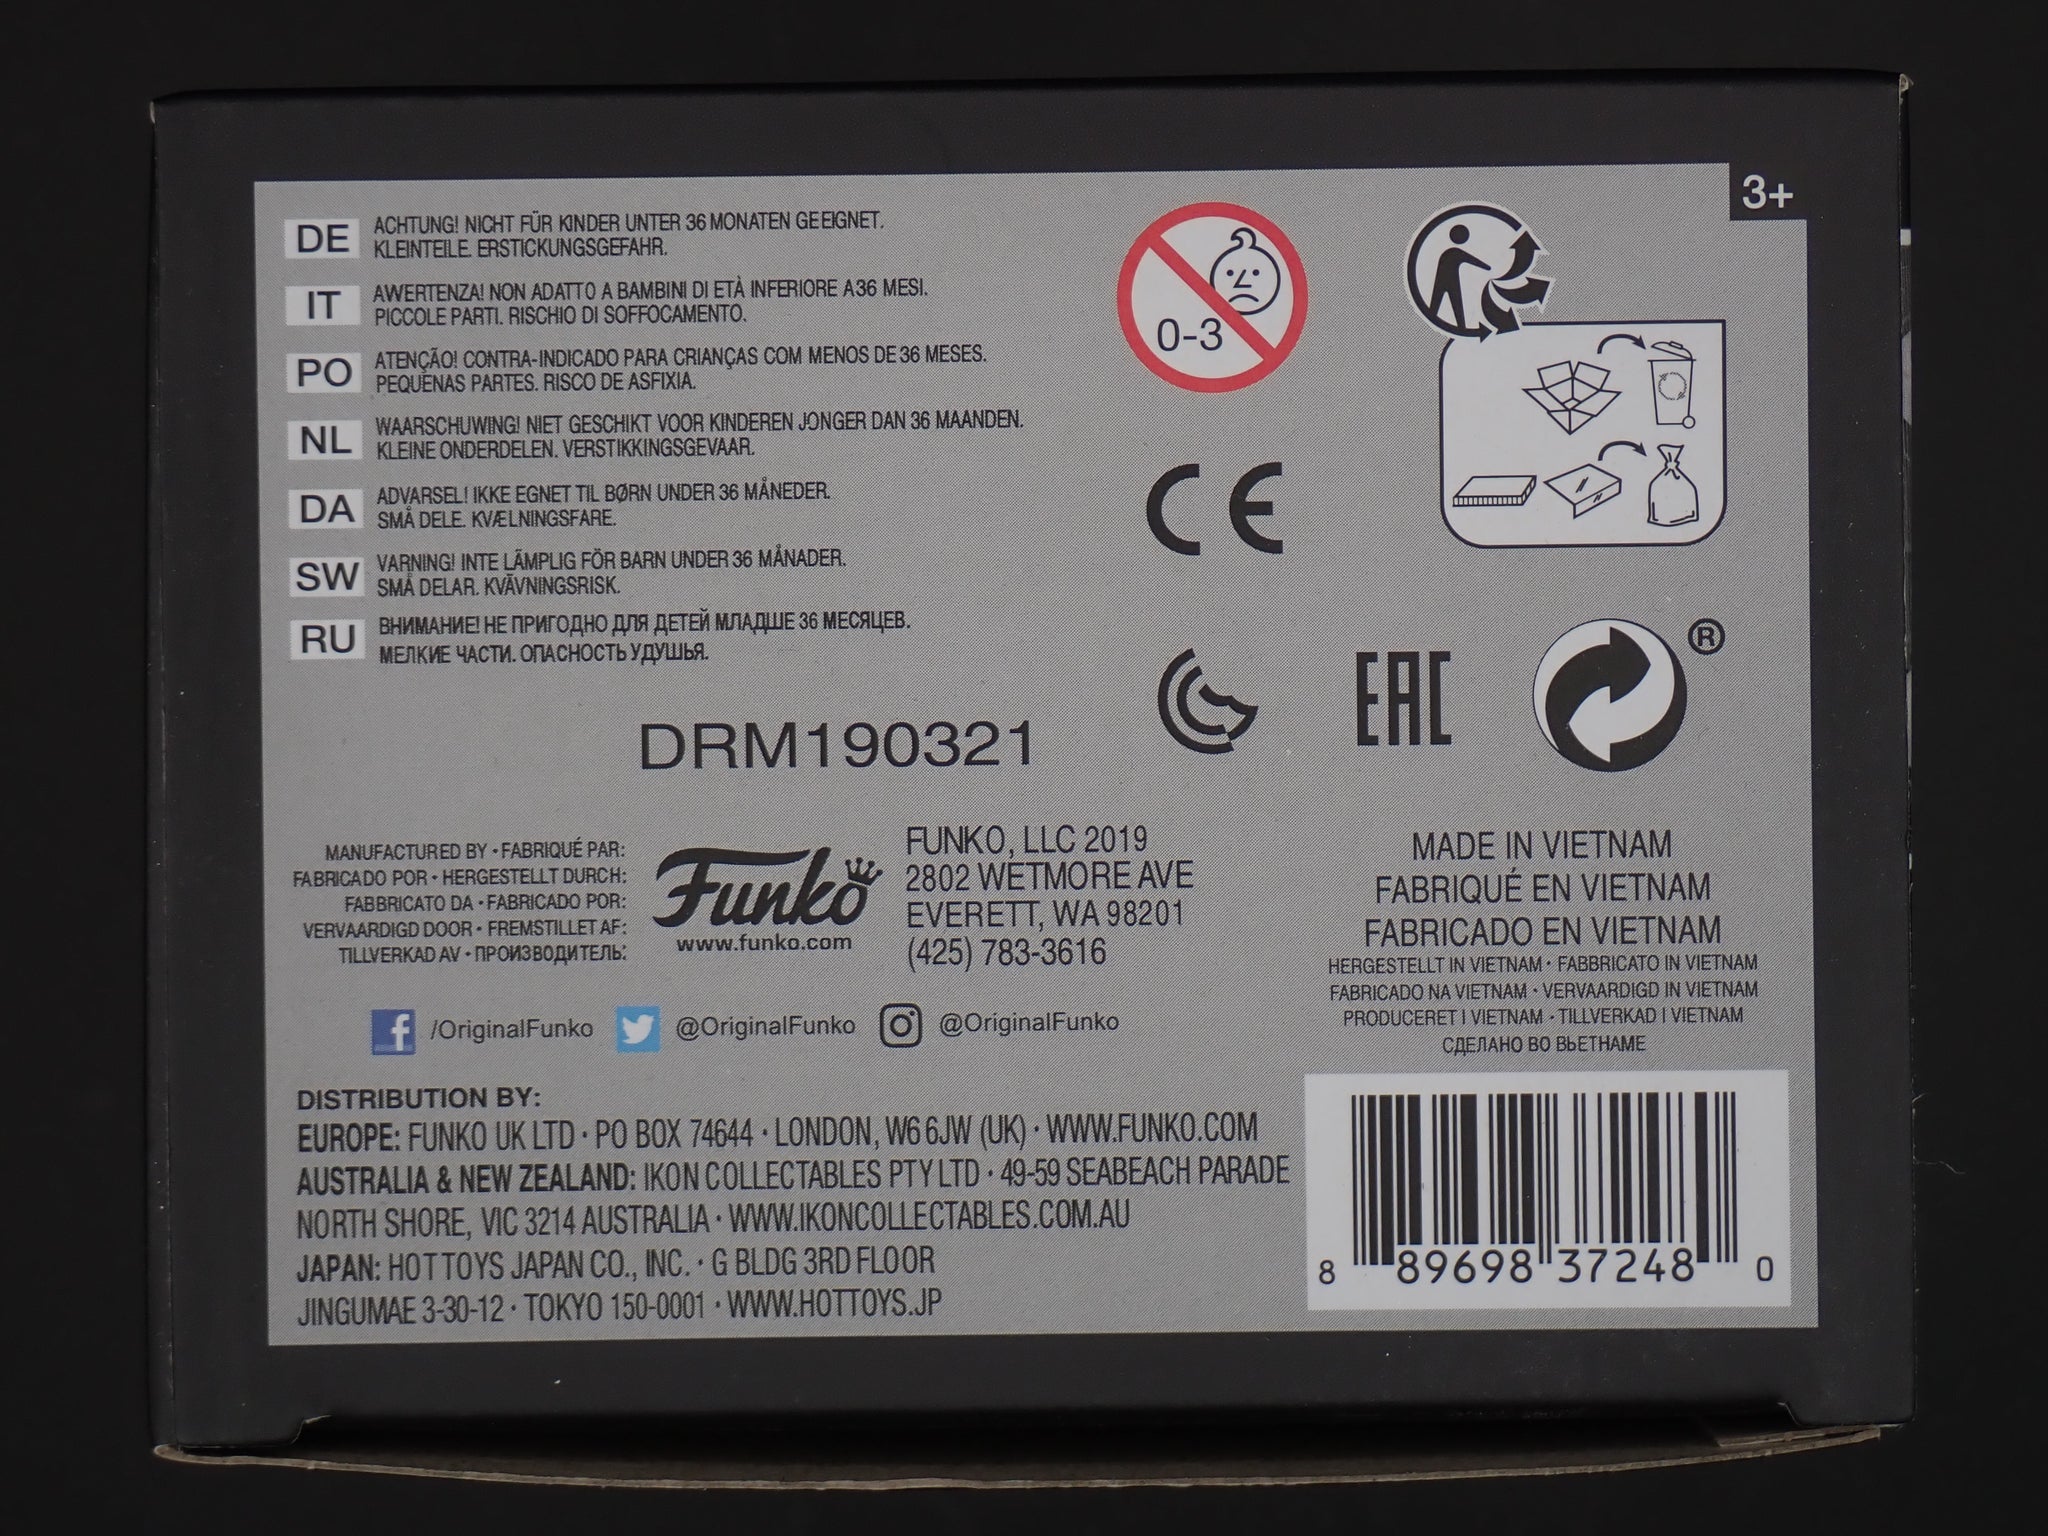 3+
DE
ACHTUNG! NICHT FÜR KINDER UNTER 36 MONATEN GEEIGNET.
KLEINTEILE. ERSTICKUNGSGEFAHR.
IT
AWERTENZA! NON ADATTO A BAMBINI DI ETÀ INFERIORE A 36 MESI.
PICCOLE PARTI. RISCHIO DI SOFFOCAMENTO.
PO
ATENÇÃO! CONTRA-INDICADO PARA CRIANÇAS COM MENOS DE 36 MESES.
PEQUENAS PARTES. RISCO DE ASFIXIA.
NL
WAARSCHUWING! NIET GESCHIKT VOOR KINDEREN JONGER DAN 36 MAANDEN.
KLEINE ONDERDELEN. VERSTIKKINGSGEVAAR.
DA
ADVARSEL! IKKE EGNET TIL BØRN UNDER 36 MÅNEDER.
SMÅ DELE. KVÆLNINGSFARE.
SW
VARNING! INTE LÄMPLIG FÖR BARN UNDER 36 MÅNADER.
SMÅ DELAR. KVÄVNINGSRISK.
RU
ВНИМАНИЕ! НЕ ПРИГОДНО ДЛЯ ДЕТЕЙ МЛАДШЕ 36 МЕСЯЦЕВ.
МЕЛКИЕ ЧАСТИ. ОПАСНОСТЬ УДУШЬЯ.
0-3
CE
EAC
®
DRM190321
MANUFACTURED BY • FABRIQUÉ PAR:
FABRICADO POR • HERGESTELLT DURCH:
FABBRICATO DA • FABRICADO POR:
VERVAARDIGD DOOR • FREMSTILLET AF:
TILLVERKAD AV • ПРОИЗВОДИТЕЛЬ:
Funko
www.funko.com
FUNKO, LLC 2019
2802 WETMORE AVE
EVERETT, WA 98201
(425) 783-3616
MADE IN VIETNAM
FABRIQUÉ EN VIETNAM
FABRICADO EN VIETNAM
HERGESTELLT IN VIETNAM • FABBRICATO IN VIETNAM
FABRICADO NA VIETNAM • VERVAARDIGD IN VIETNAM
PRODUCERET I VIETNAM • TILLVERKAD I VIETNAM
СДЕЛАНО ВО ВЬЕТНАМЕ
f /OriginalFunko @OriginalFunko @OriginalFunko
DISTRIBUTION BY:
EUROPE: FUNKO UK LTD • PO BOX 74644 • LONDON, W6 6JW (UK) • WWW.FUNKO.COM
AUSTRALIA & NEW ZEALAND: IKON COLLECTABLES PTY LTD • 49-59 SEABEACH PARADE
NORTH SHORE, VIC 3214 AUSTRALIA • WWW.IKONCOLLECTABLES.COM.AU
JAPAN: HOT TOYS JAPAN CO., INC. • G BLDG 3RD FLOOR
JINGUMAE 3-30-12 • TOKYO 150-0001 • WWW.HOTTOYS.JP
8 89698 37248 0